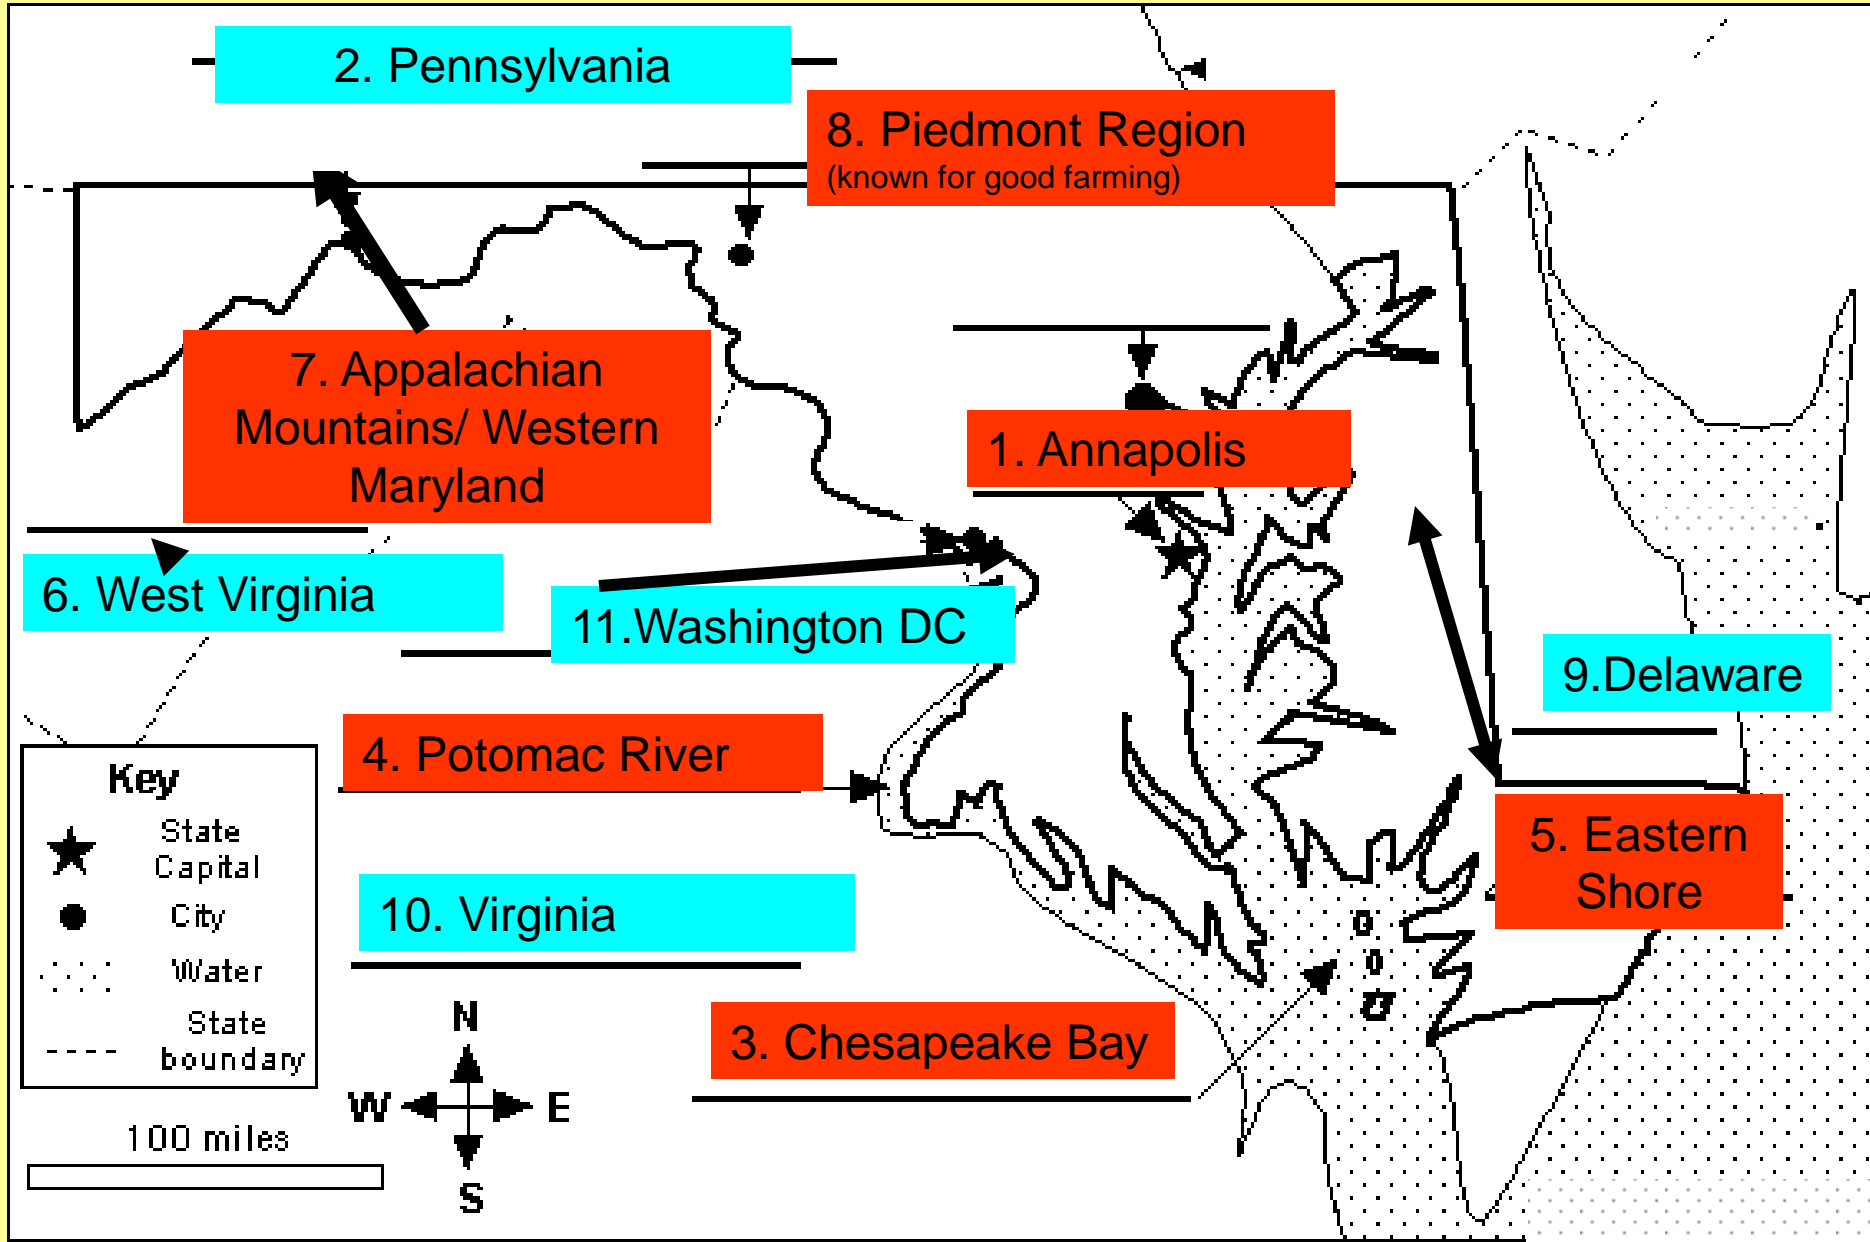 2. Pennsylvania
8. Piedmont Region
(known for good farming)
7. Appalachian
Mountains/ Western
Maryland
1. Annapolis
6. West Virginia
11.Washington DC
9.Delaware
4. Potomac River
5. Eastern
Shore
10. Virginia
3. Chesapeake Bay
Key
State
Capital
City
Water
State
boundary
N
W
E
S
100 miles